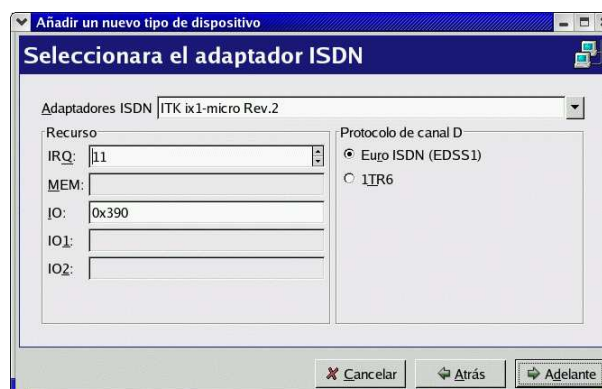 Añadir un nuevo tipo de dispositivo
Seleccionara el adaptador ISDN
Adaptadores ISDN ITK ix1-micro Rev.2
Recurso
IRQ: 11
MEM:
IO: 0x390
IO1:
IO2:
Protocolo de canal D
Euro ISDN (EDSS1)
1TR6
Cancelar Atrás Adelante